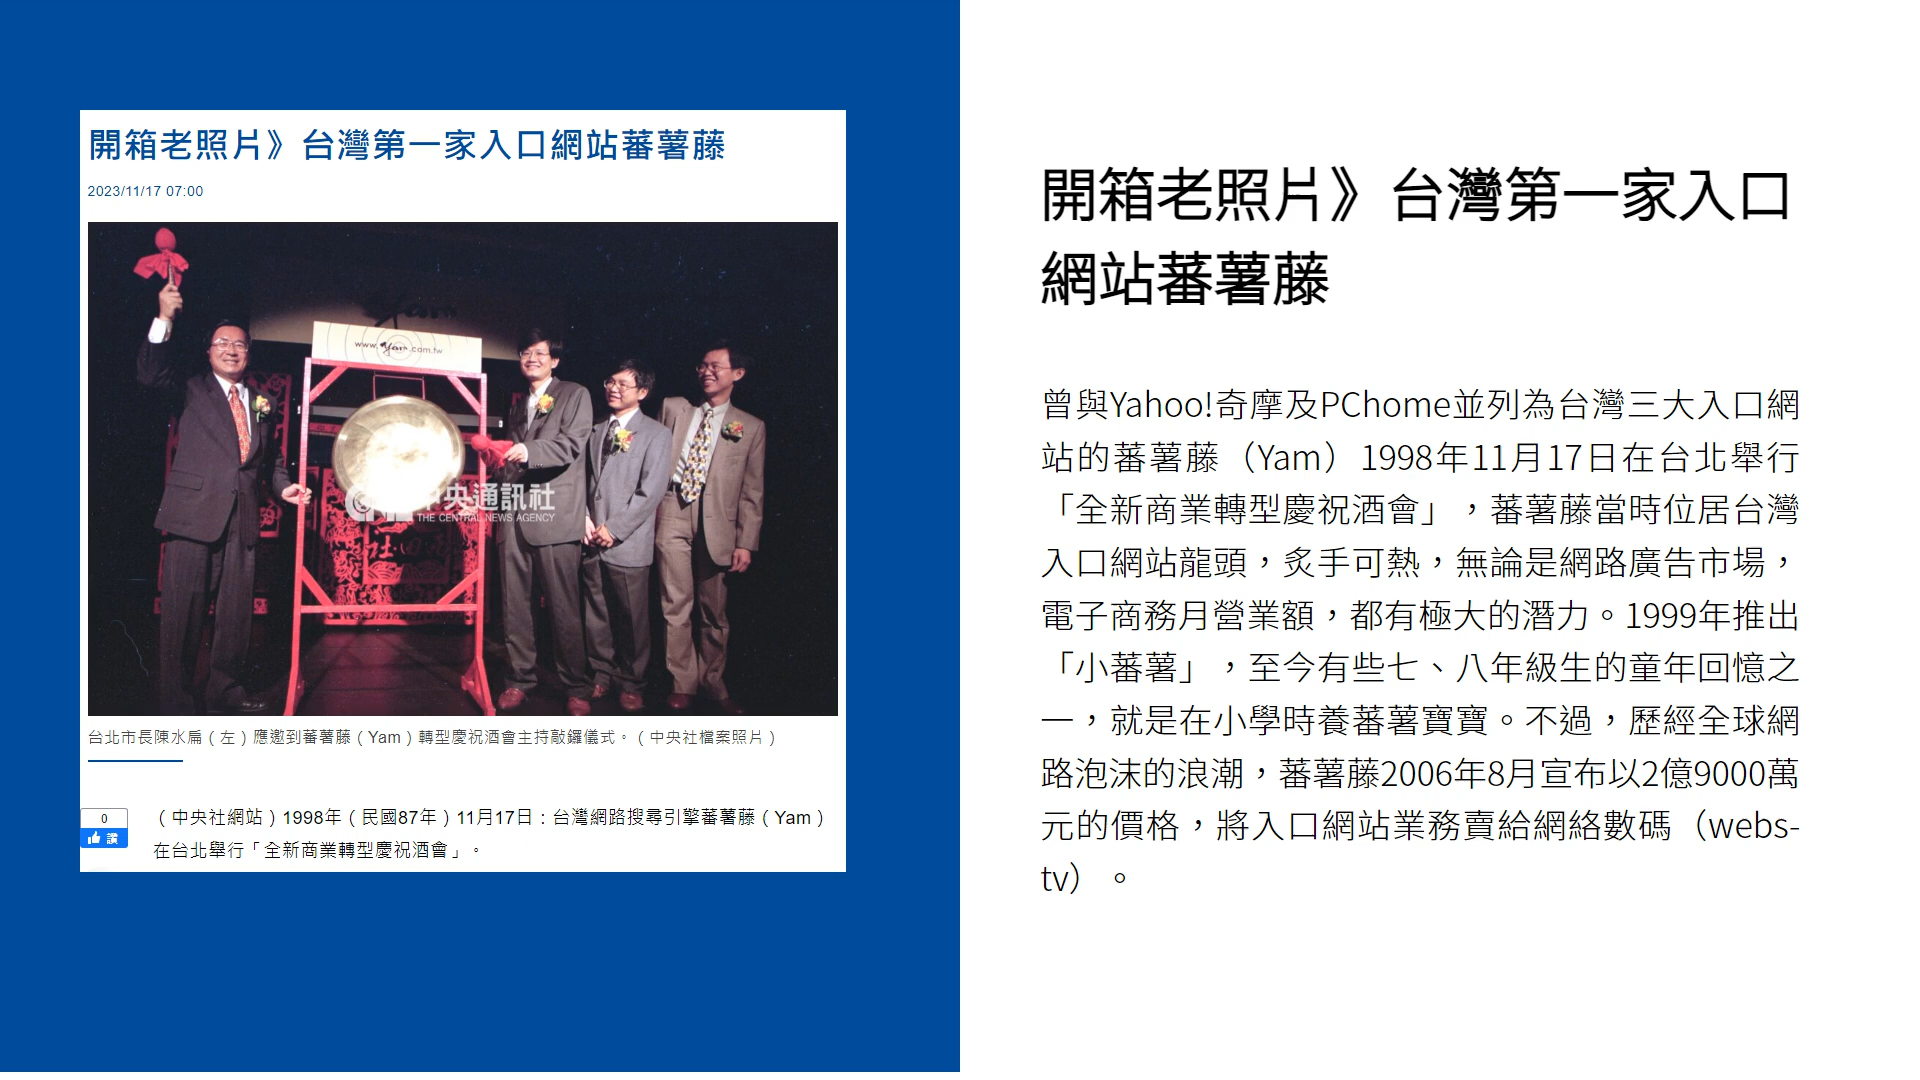 開箱老照片》台灣第一家入口網站蕃薯藤
2023/11/17 07:00
yam
www.yam.com.tw
中央通訊社
THE CENTRAL NEWS AGENCY
台北市長陳水扁（左）應邀到蕃薯藤（Yam）轉型慶祝酒會主持敲鑼儀式。（中央社檔案照片）
0
讚
（中央社網站）1998年（民國87年）11月17日：台灣網路搜尋引擎蕃薯藤（Yam）
在台北舉行「全新商業轉型慶祝酒會」。
開箱老照片》台灣第一家入口
網站蕃薯藤
曾與Yahoo!奇摩及PChome並列為台灣三大入口網
站的蕃薯藤（Yam）1998年11月17日在台北舉行
「全新商業轉型慶祝酒會」，蕃薯藤當時位居台灣
入口網站龍頭，炙手可熱，無論是網路廣告市場，
電子商務月營業額，都有極大的潛力。1999年推出
「小蕃薯」，至今有些七、八年級生的童年回憶之
一，就是在小學時養蕃薯寶寶。不過，歷經全球網
路泡沫的浪潮，蕃薯藤2006年8月宣布以2億9000萬
元的價格，將入口網站業務賣給網絡數碼（webs-
tv）。